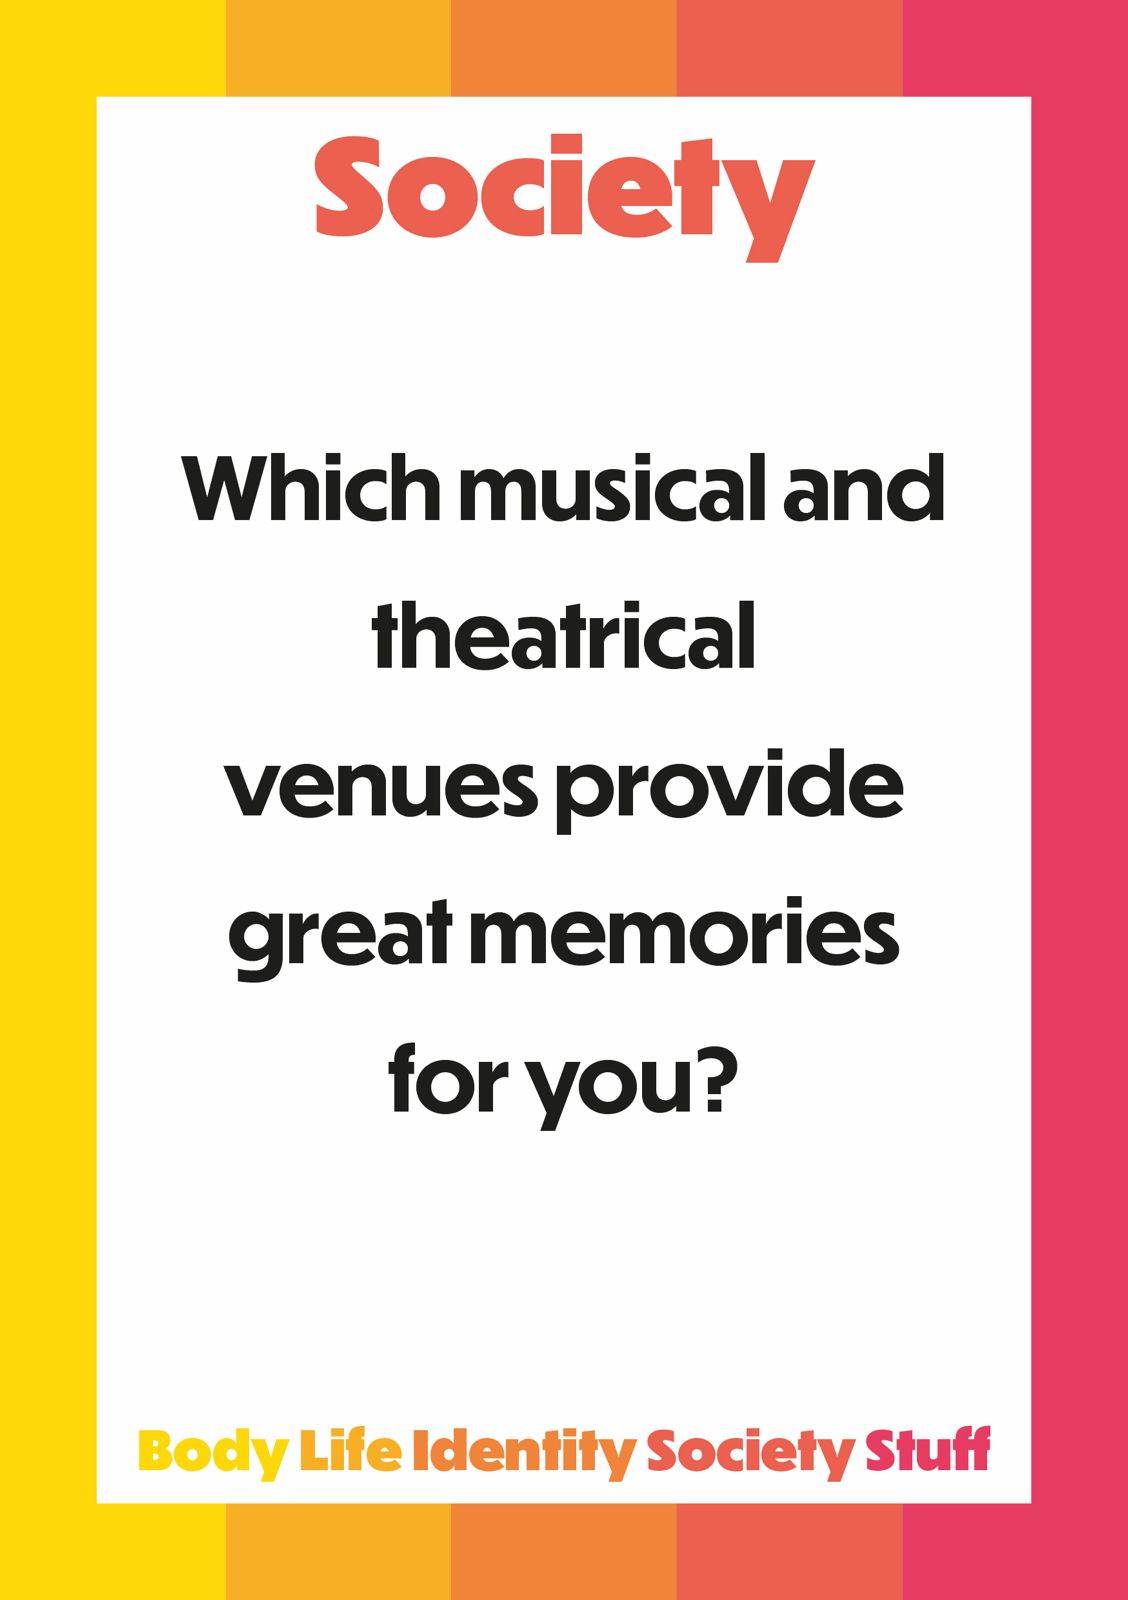 Society
Which musical and
theatrical
venues provide
great memories
for you?
Body Life Identity Society Stuff